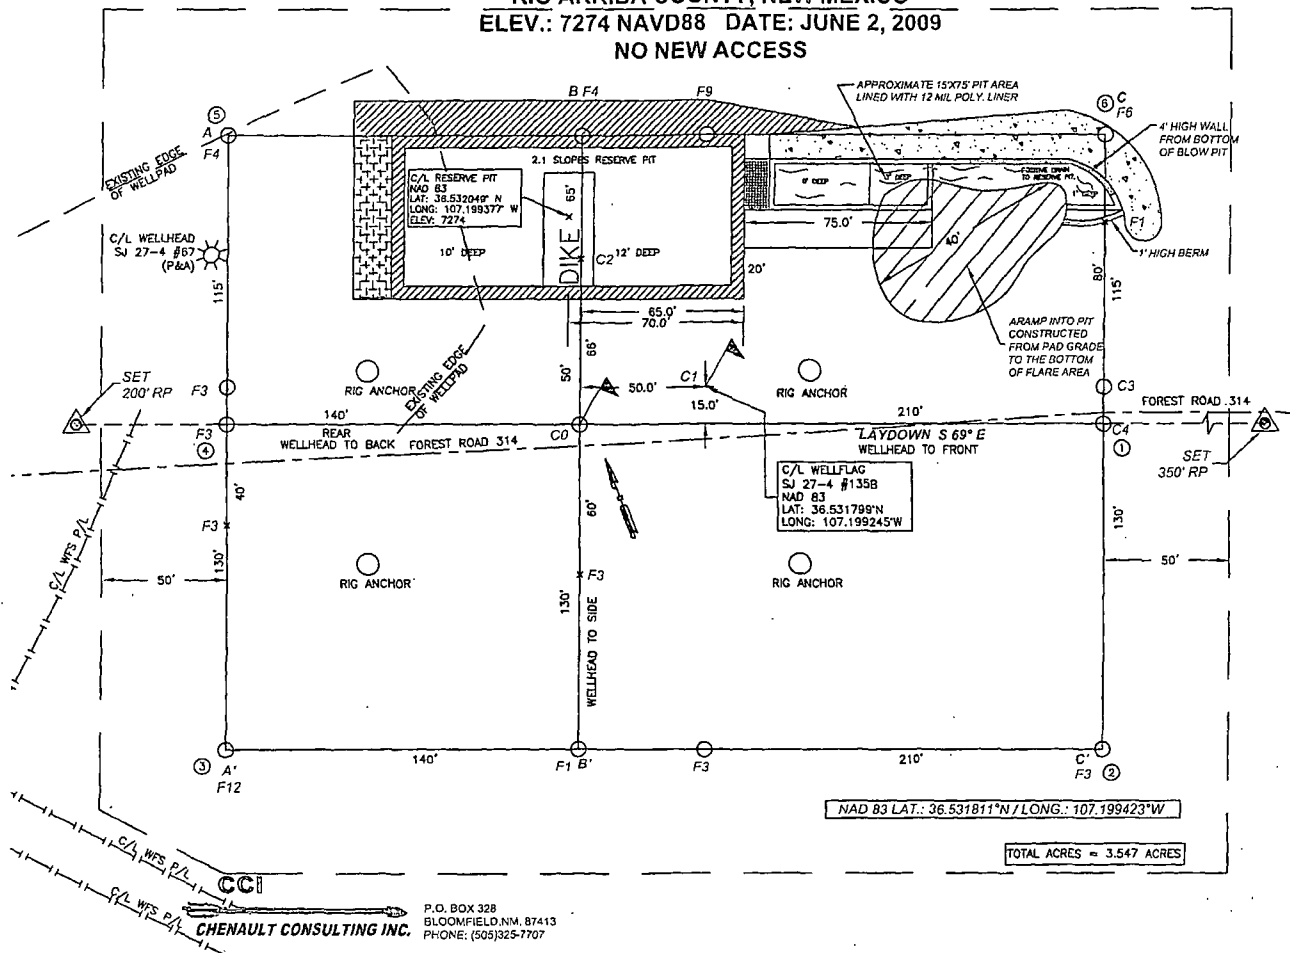 RIO ARRIBA COUNTY, NEW MEXICO
ELEV.: 7274 NAVD88 DATE: JUNE 2, 2009
NO NEW ACCESS
5
A
F4
B F4
F9
APPROXIMATE 15'X75' PIT AREA
LINED WITH 12 MIL POLY. LINER
6
C
F6
4' HIGH WALL
FROM BOTTOM
OF BLOW PIT
EXISTING EDGE
OF WELLPAD
2.1 SLOPES RESERVE PIT
C/L RESERVE PIT
NAD 83
LAT: 36.532049° N
LONG: 107.199377° W
ELEV: 7274
65'
DIKE
10' DEEP
C2
12' DEEP
DEEP
DEEP
TO RESERVE PIT
75.0'
40'
F1
1' HIGH BERM
C/L WELLHEAD
SJ 27-4 #67
(P&A)
115'
20'
80'
115'
65.0'
70.0'
ARAMP INTO PIT
CONSTRUCTED
FROM PAD GRADE
TO THE BOTTOM
OF FLARE AREA
66'
50'
50.0'
C1
15.0'
SET
200' RP
F3
RIG ANCHOR
EXISTING EDGE
OF WELLPAD
RIG ANCHOR
C3
FOREST ROAD 314
F3
4
140'
REAR
WELLHEAD TO BACK
FOREST ROAD 314
C0
210'
LAYDOWN S 69° E
WELLHEAD TO FRONT
C4
1
SET
350' RP
C/L WELLFLAG
SJ 27-4 #135B
NAD 83
LAT: 36.531799°N
LONG: 107.199245°W
40'
F3
130'
60'
F3
130'
WELLHEAD TO SIDE
130'
C/L WFS P/L
50'
RIG ANCHOR
RIG ANCHOR
50'
3
A'
F12
140'
F1 B'
F3
210'
C'
F3
2
NAD 83 LAT.: 36.531811°N / LONG.: 107.199423°W
TOTAL ACRES = 3.547 ACRES
C/L WFS P/L
C/L WFS P/L
CCI
CHENAULT CONSULTING INC.
P.O. BOX 328
BLOOMFIELD,NM, 87413
PHONE: (505)325-7707